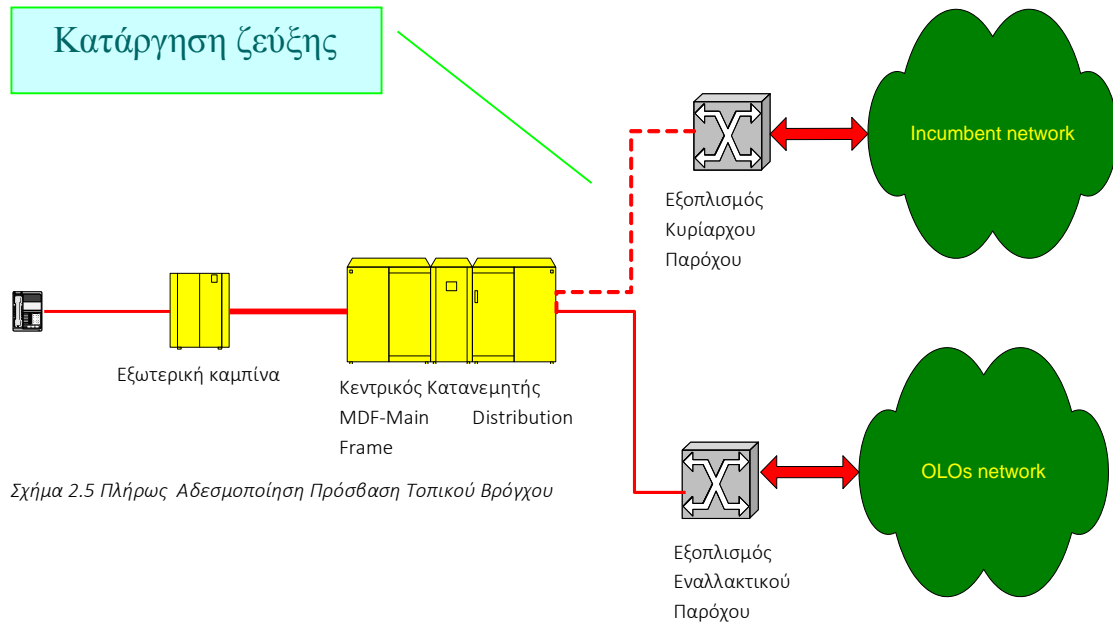 Κατάργηση ζεύξης
Incumbent network
Εξοπλισμός
Κυρίαρχου
Παρόχου
Εξωτερική καμπίνα
Κεντρικός Κατανεμητής
MDF-Main Distribution
Frame
OLOs network
Σχήμα 2.5 Πλήρως Αδεσμοποίηση Πρόσβαση Τοπικού Βρόγχου
Εξοπλισμός
Εναλλακτικού
Παρόχου